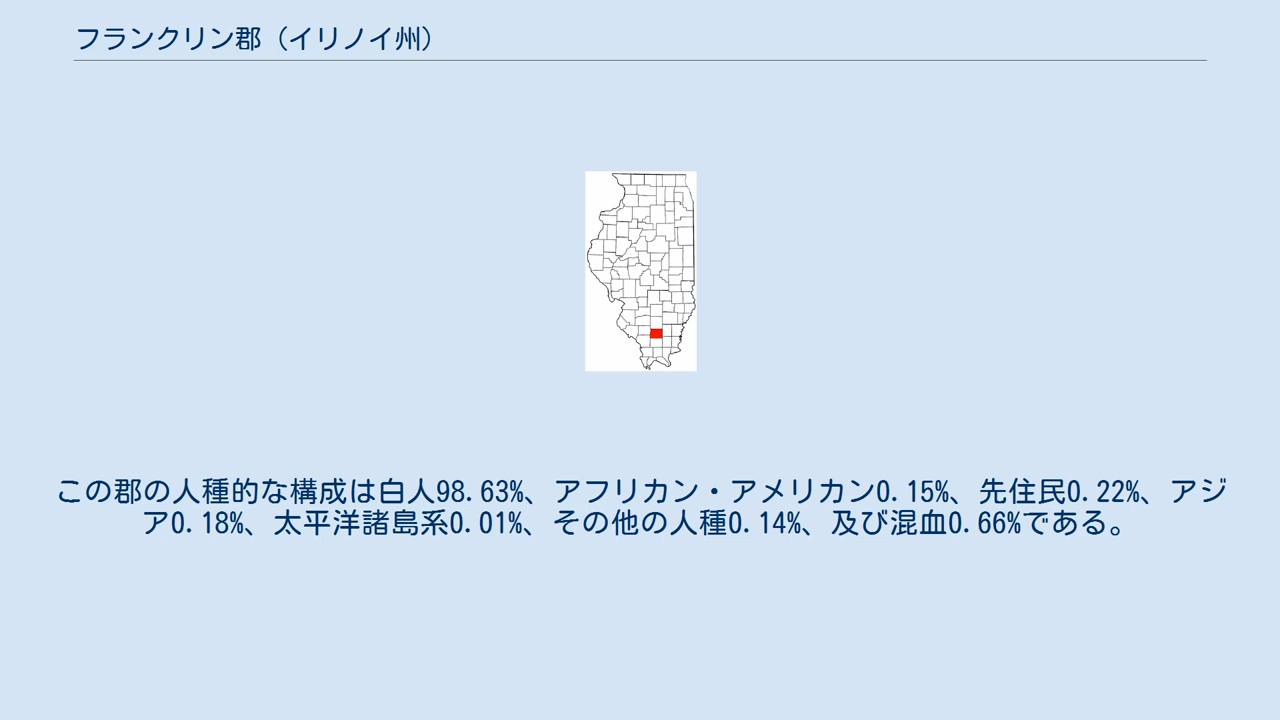 フランクリン郡（イリノイ州）
この郡の人種的な構成は白人98.63%、アフリカン・アメリカン0.15%、先住民0.22%、アジ
ア0.18%、太平洋諸島系0.01%、その他の人種0.14%、及び混血0.66%である。